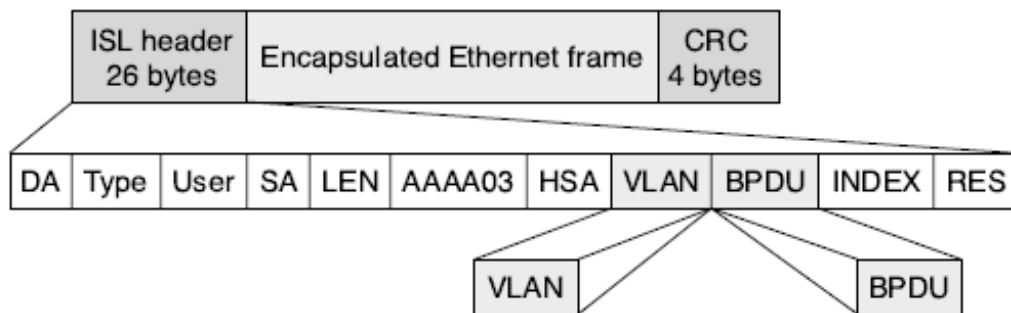 ISL header
26 bytes
Encapsulated Ethernet frame
CRC
4 bytes
DA Type User SA LEN AAAA03 HSA VLAN BPDU INDEX RES
VLAN BPDU